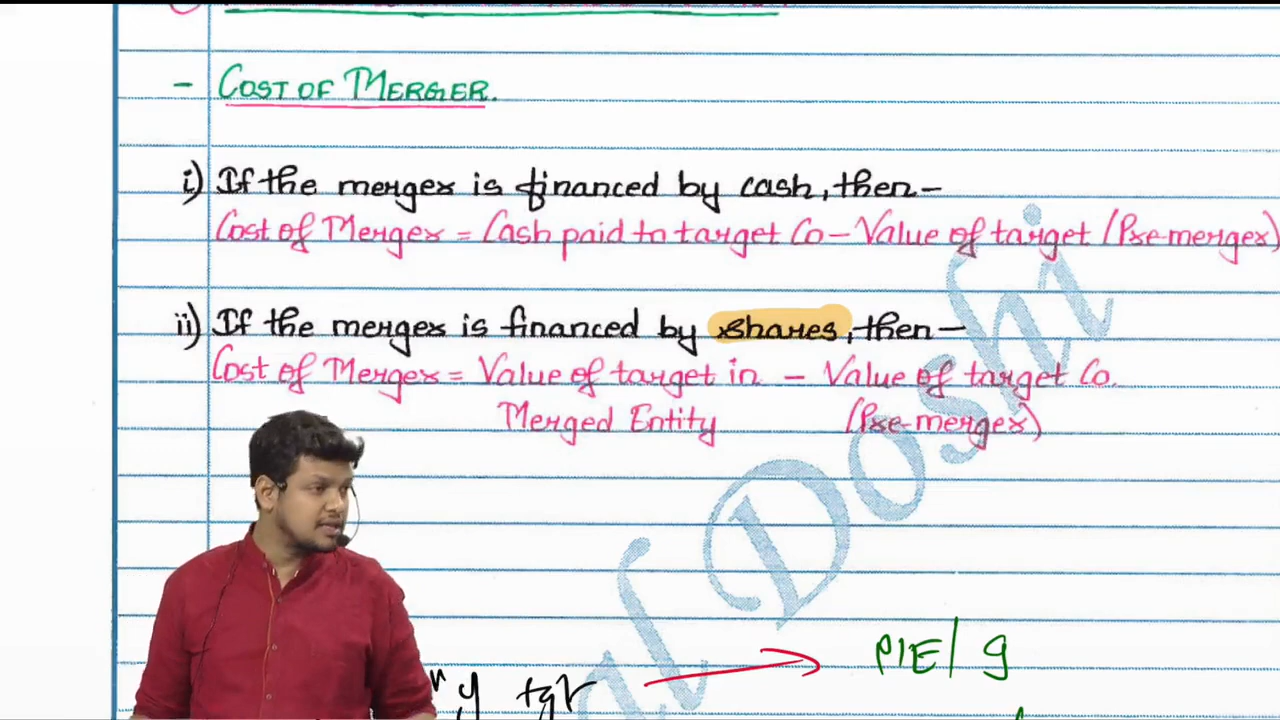 - COST OF MERGER.
i) If the merger is financed by cash, then -
Cost of Merger = Cash paid to target Co - Value of target (Pre-merger)
ii) If the merger is financed by shares, then -
Cost of Merger = Value of target in - Value of target Co.
Merged Entity (Pre-merger)
Doshi
P/E / g
tgr